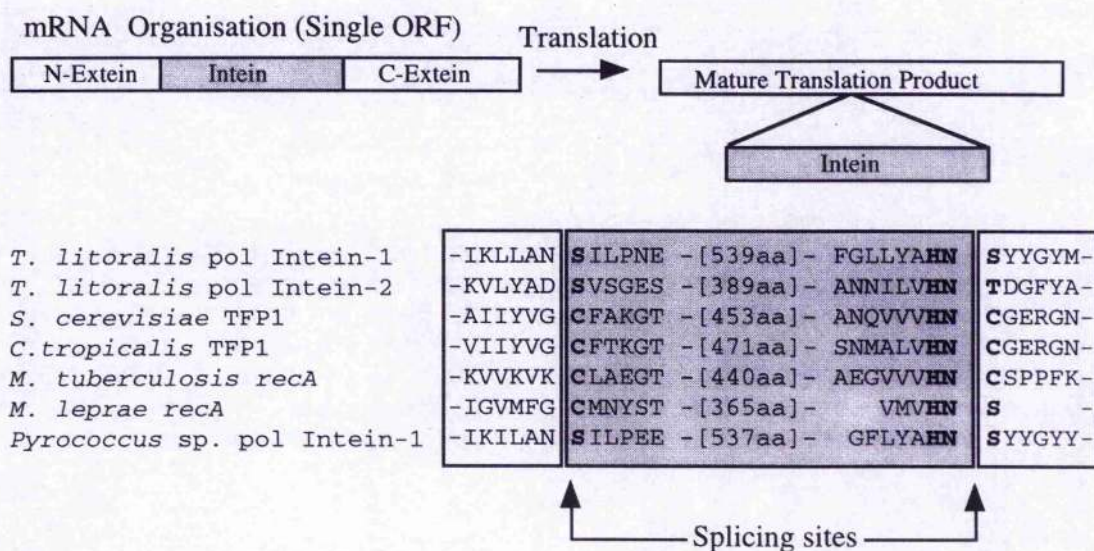 mRNA Organisation (Single ORF)
Translation
N-Extein Intein C-Extein
Mature Translation Product
Intein
T. litoralis pol Intein-1 -IKLLAN SILPNE -[539aa]- FGLLYAHN SYYGYM-
T. litoralis pol Intein-2 -KVLYAD SVSGES -[389aa]- ANNILVHN TDGFYA-
S. cerevisiae TFP1 -AIIYVG CFAKGT -[453aa]- ANQVVVHN CGERGN-
C.tropicalis TFP1 -VIIYVG CFTKGT -[471aa]- SNMALVHN CGERGN-
M. tuberculosis recA -KVVKVK CLAEGT -[440aa]- AEGVVVHN CSPPFK-
M. leprae recA -IGVMFG CMNYST -[365aa]- VMVHN S -
Pyrococcus sp. pol Intein-1 -IKILAN SILPEE -[537aa]- GFLYAHN SYYGYY-
Splicing sites